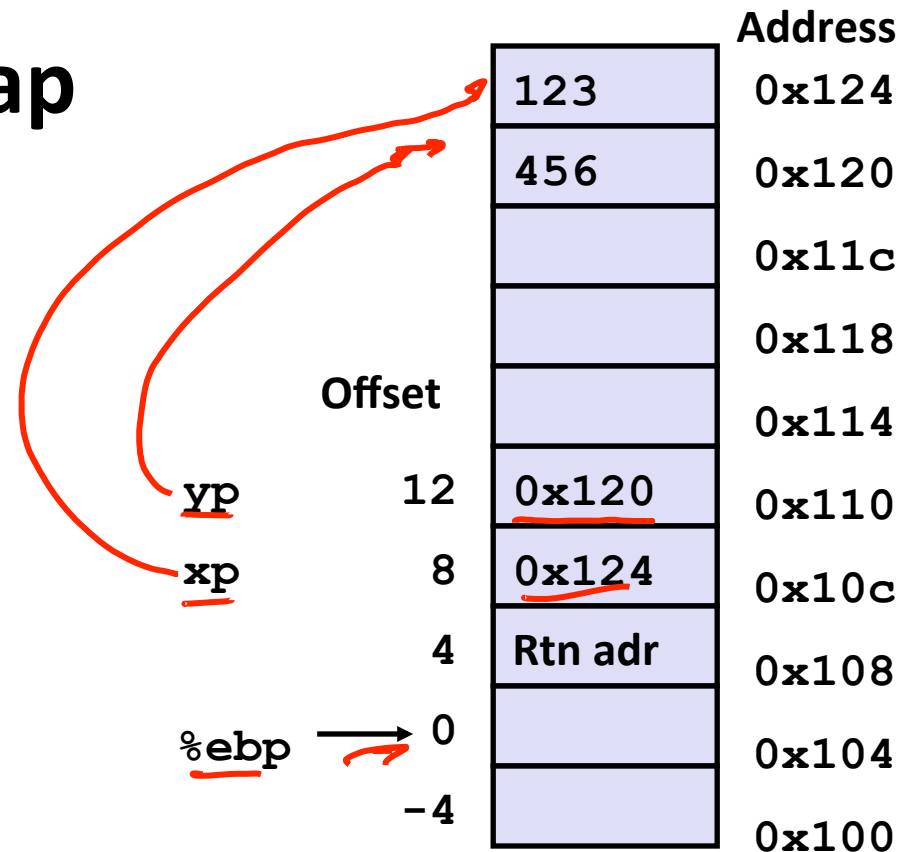 Address
ap
123 0x124
456 0x120
0x11c
0x118
Offset
0x114
yp 12 0x120 0x110
xp 8 0x124 0x10c
4 Rtn adr 0x108
%ebp 0 0x104
-4 0x100